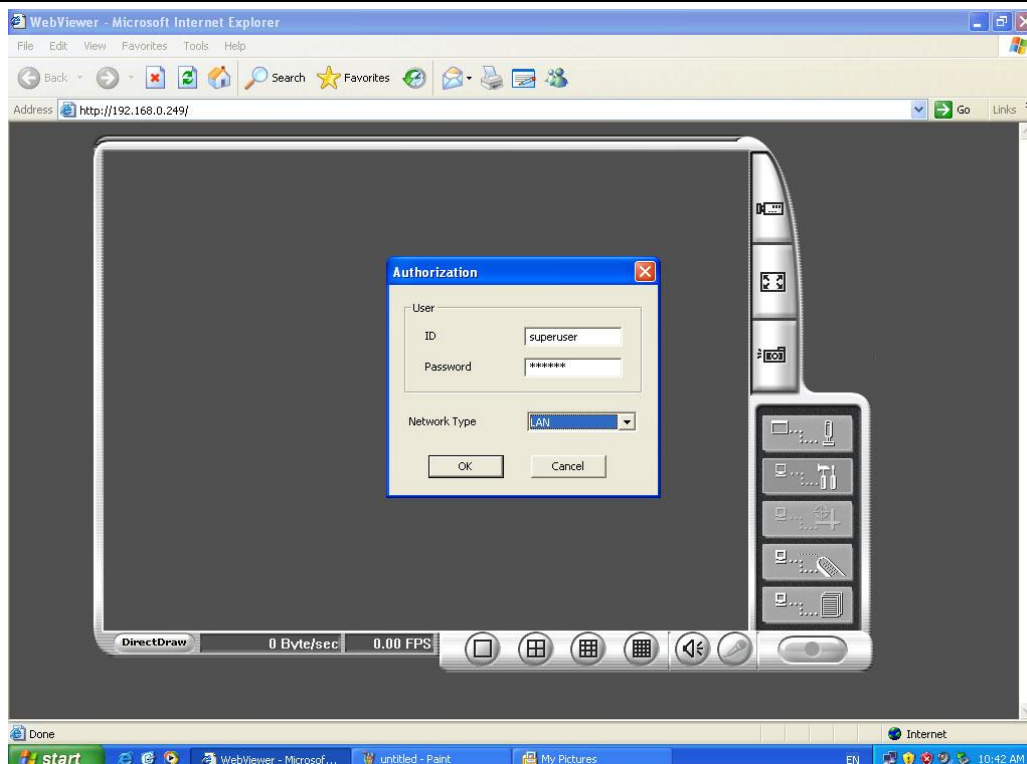 WebViewer - Microsoft Internet Explorer
File Edit View Favorites Tools Help
Back Search Favorites
Address http://192.168.0.249/ Go Links
Authorization
User
ID superuser
Password ******
Network Type LAN
OK Cancel
DirectDraw 0 Byte/sec 0.00 FPS
Done Internet
start WebViewer - Microsof... untitled - Paint My Pictures EN 10:42 AM